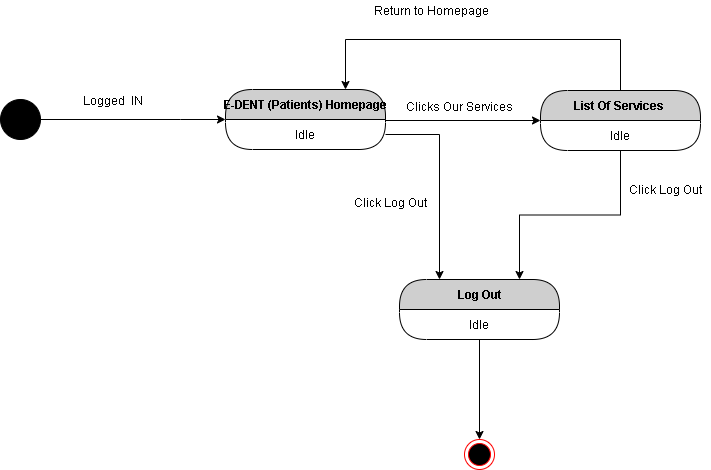 Return to Homepage
Logged IN
E-DENT (Patients) Homepage
Idle
Clicks Our Services
List Of Services
Idle
Click Log Out
Click Log Out
Log Out
Idle